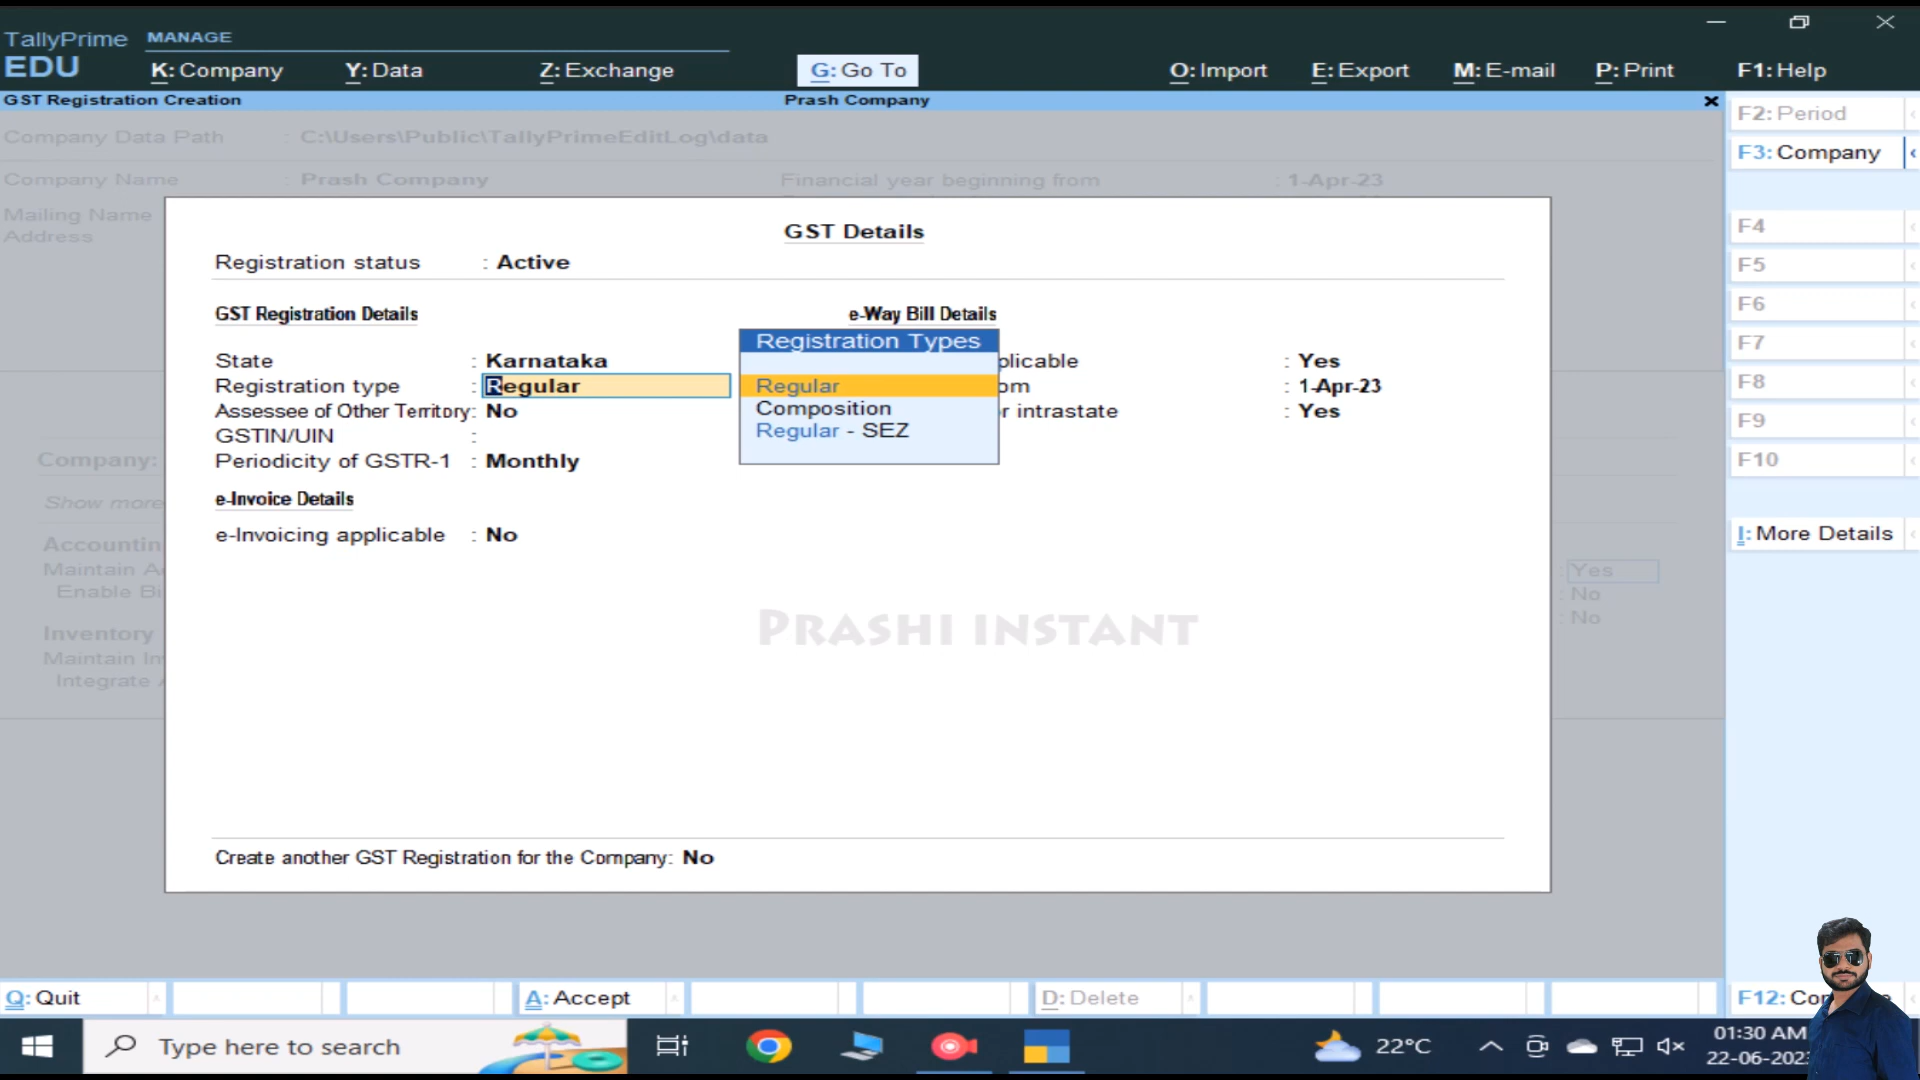 TallyPrime MANAGE
EDU K: Company Y: Data Z: Exchange G: Go To O: Import E: Export M: E-mail P: Print F1: Help
GST Registration Creation Prash Company
Company Data Path : C:\Users\Public\TallyPrimeEditLog\data
Company Name : Prash Company Financial year beginning from : 1-Apr-23
Mailing Name
Address
GST Details
Registration status : Active
GST Registration Details e-Way Bill Details
State : Karnataka plicable : Yes
Registration type : Regular om : 1-Apr-23
Assessee of Other Territory: No r intrastate : Yes
GSTIN/UIN :
Periodicity of GSTR-1 : Monthly
Registration Types
Regular
Composition
Regular - SEZ
e-Invoice Details
e-Invoicing applicable : No
Company:
Show more
Accountin
Maintain A
Enable Bi
Inventory
Maintain In
Integrate A
: Yes
: No
: No
PRASHI INSTANT
Create another GST Registration for the Company: No
F2: Period
F3: Company
F4
F5
F6
F7
F8
F9
F10
I: More Details
Q: Quit A: Accept D: Delete F12: Co
Type here to search 22°C 01:30 AM
22-06-202